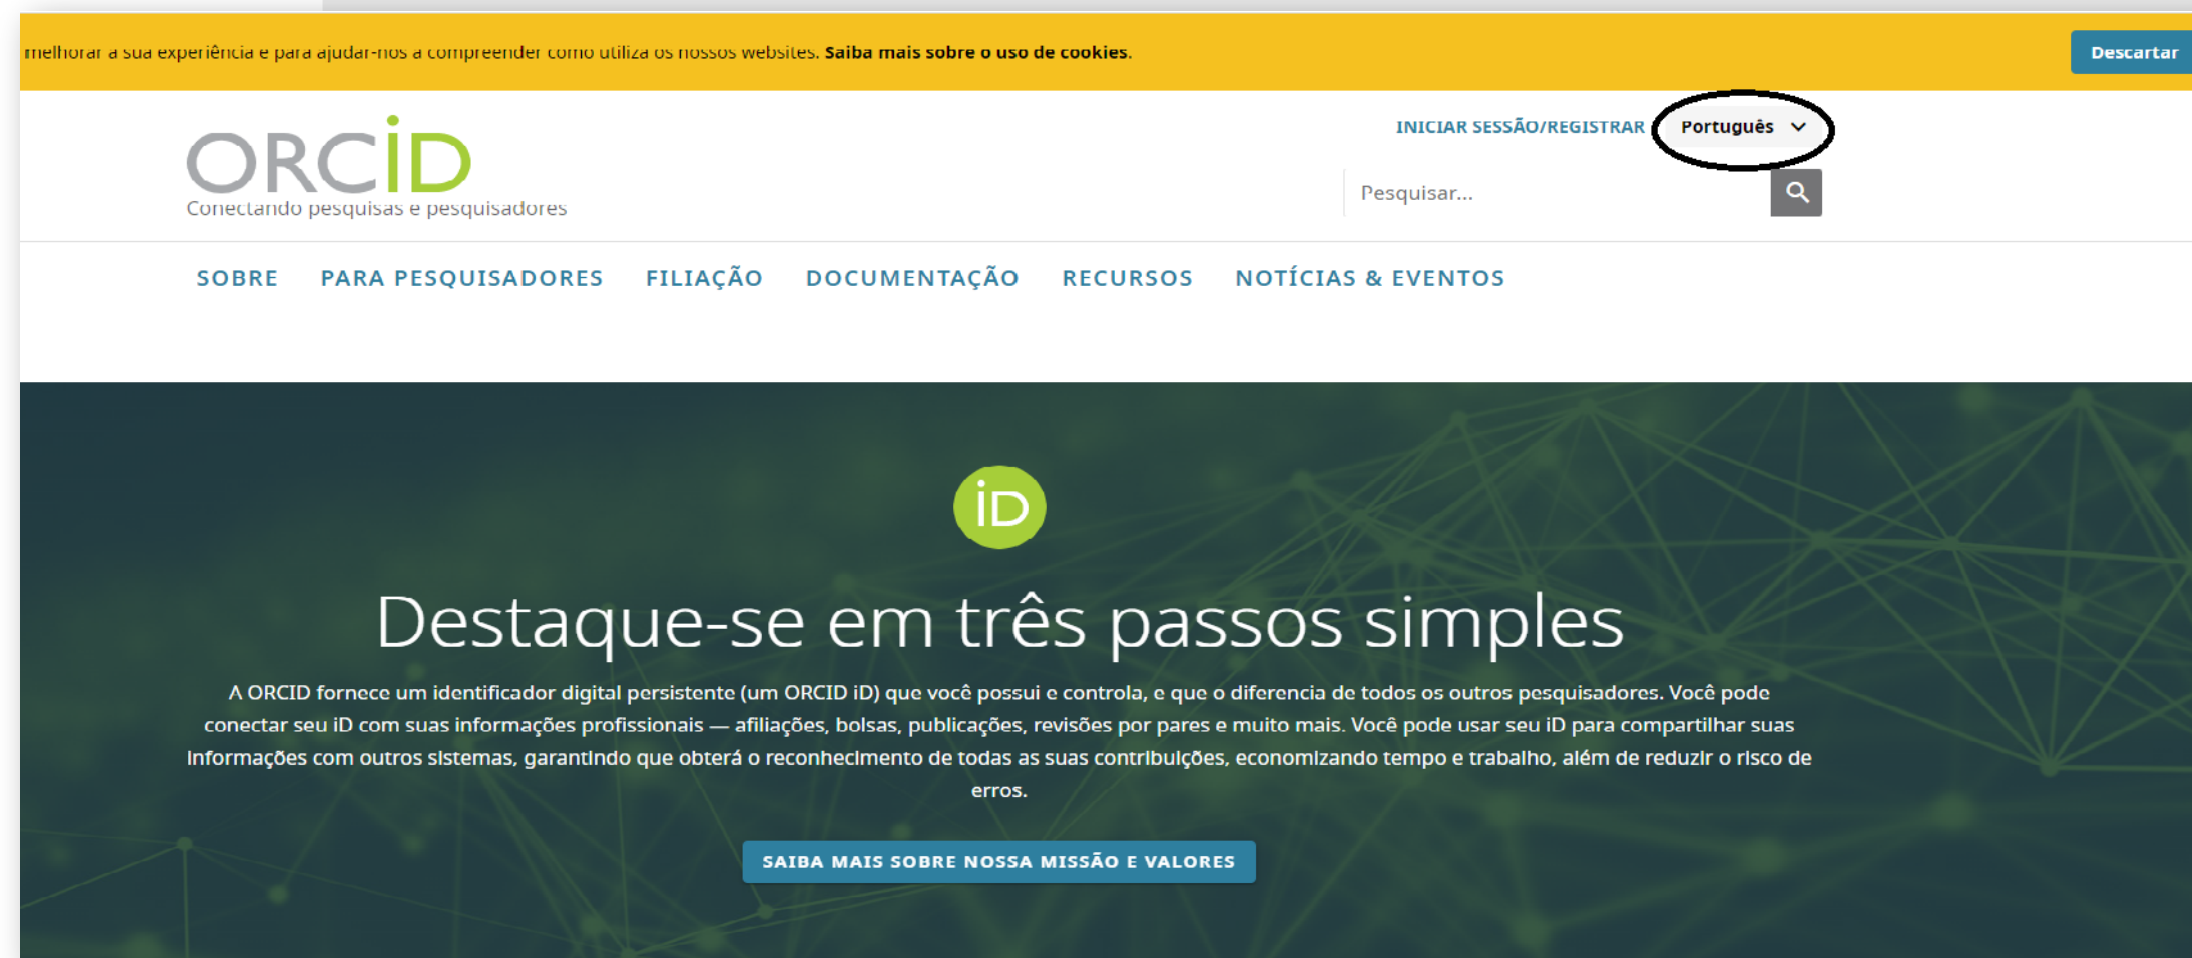 melhorar a sua experiência e para ajudar-nos a compreender como utiliza os nossos websites. Saiba mais sobre o uso de cookies.
Descartar
INICIAR SESSÃO/REGISTRAR
Português
ORCiD
Conectando pesquisas e pesquisadores
Pesquisar...
SOBRE PARA PESQUISADORES FILIAÇÃO DOCUMENTAÇÃO RECURSOS NOTÍCIAS & EVENTOS
iD
Destaque-se em três passos simples
A ORCID fornece um identificador digital persistente (um ORCID iD) que você possui e controla, e que o diferencia de todos os outros pesquisadores. Você pode
conectar seu iD com suas informações profissionais — afiliações, bolsas, publicações, revisões por pares e muito mais. Você pode usar seu iD para compartilhar suas
informações com outros sistemas, garantindo que obterá o reconhecimento de todas as suas contribuições, economizando tempo e trabalho, além de reduzir o risco de
erros.
SAIBA MAIS SOBRE NOSSA MISSÃO E VALORES